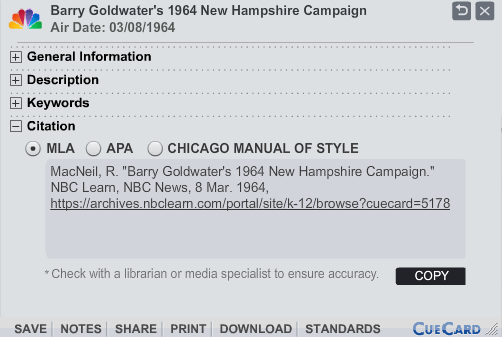 Barry Goldwater's 1964 New Hampshire Campaign
Air Date: 03/08/1964
General Information
Description
Keywords
Citation
MLA APA CHICAGO MANUAL OF STYLE
MacNeil, R. "Barry Goldwater's 1964 New Hampshire Campaign."
NBC Learn, NBC News, 8 Mar. 1964,
https://archives.nbclearn.com/portal/site/k-12/browse?cuecard=5178
*Check with a librarian or media specialist to ensure accuracy. COPY
SAVE NOTES SHARE PRINT DOWNLOAD STANDARDS CUECARD